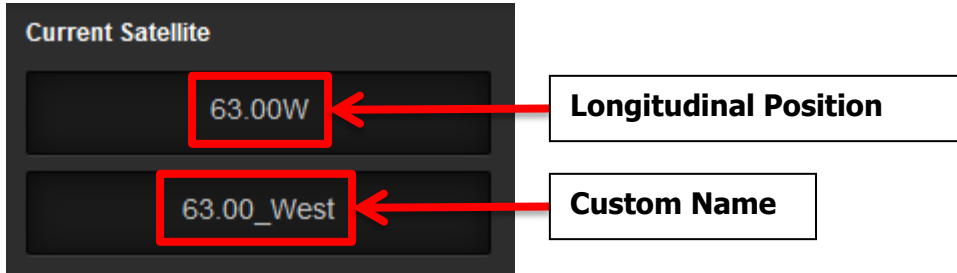 Current Satellite
63.00W
Longitudinal Position
63.00_West
Custom Name